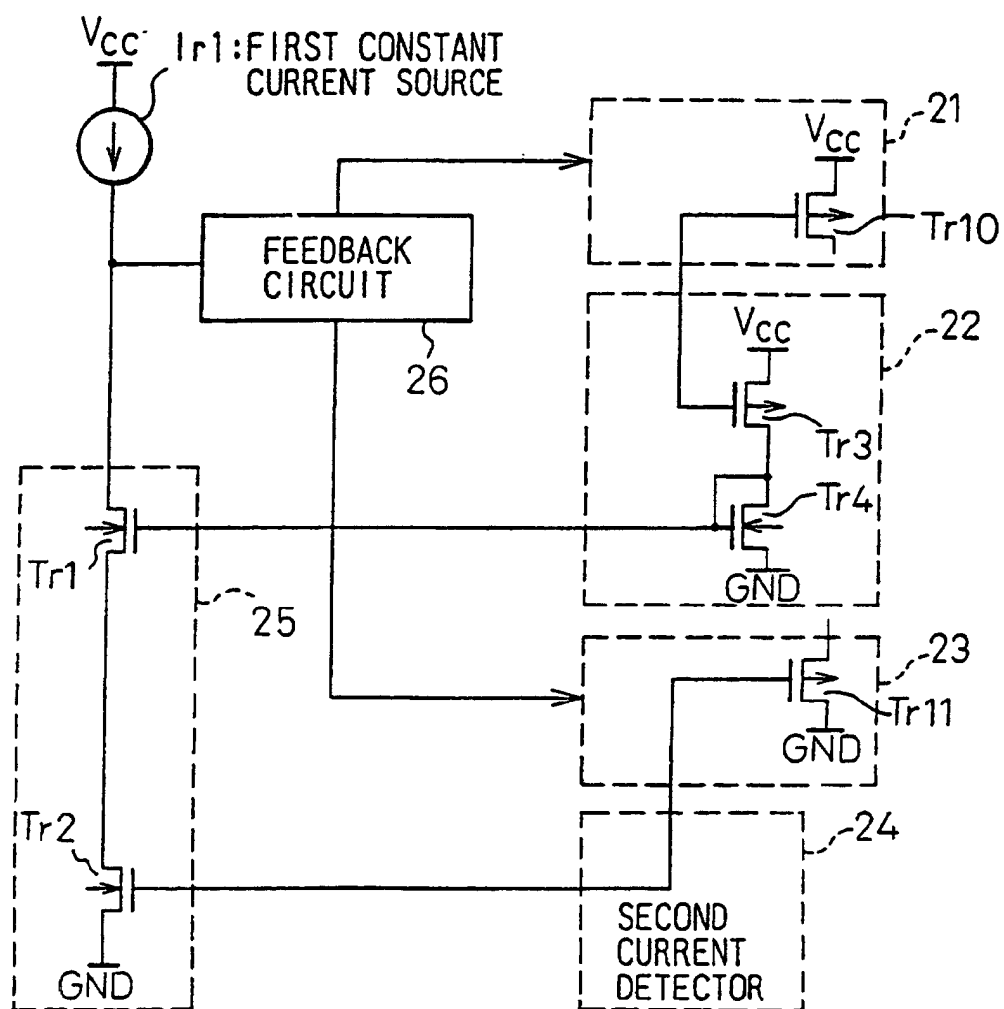 VCC
Ir1:FIRST CONSTANT
CURRENT SOURCE
21
VCC
Tr10
FEEDBACK
CIRCUIT
26
22
VCC
Tr3
Tr4
GND
Tr1
25
23
Tr11
GND
Tr2
GND
24
SECOND
CURRENT
DETECTOR